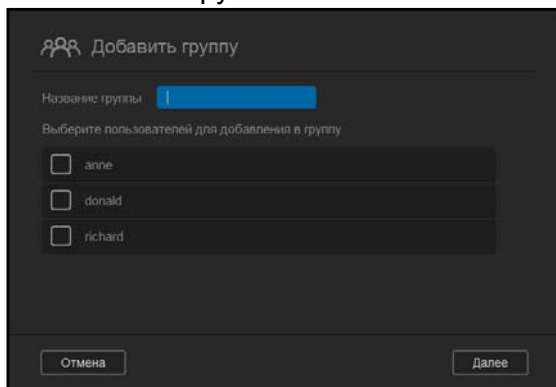 Добавить группу
Название группы
Выберите пользователей для добавления в группу
anne
donald
richard
Отмена
Далее